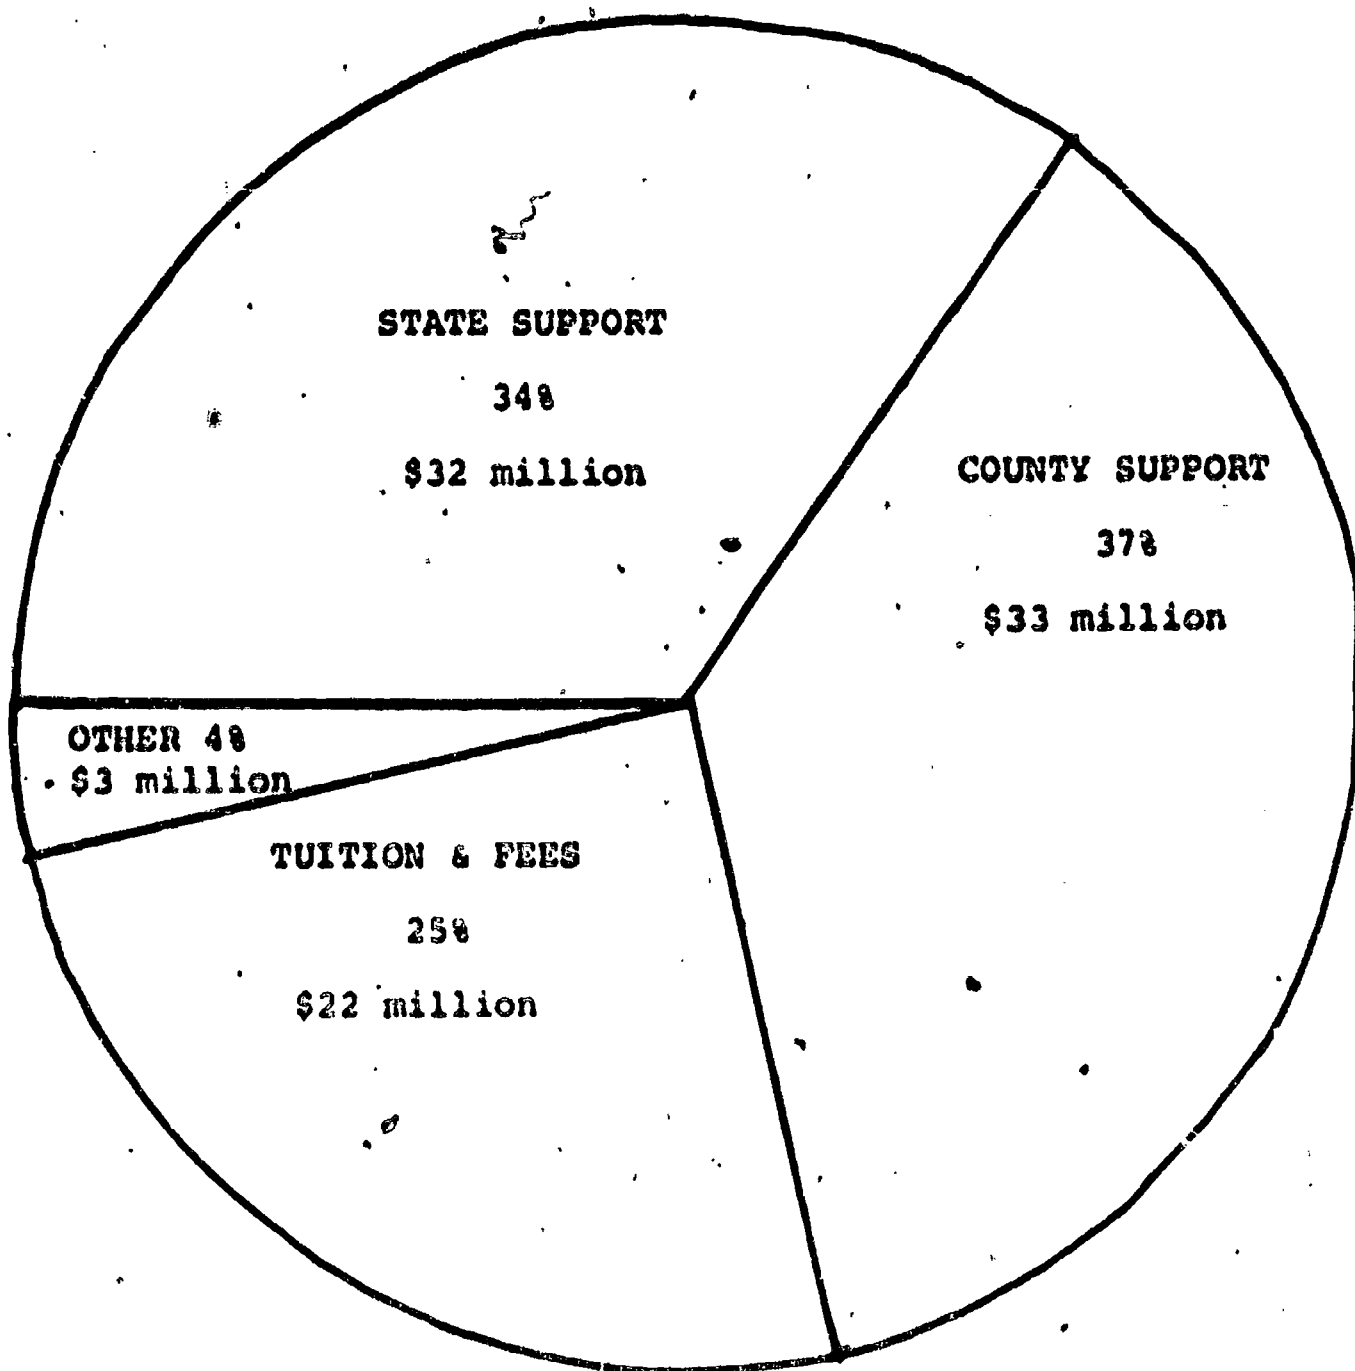 STATE SUPPORT
34%
$32 million
COUNTY SUPPORT
37%
$33 million
OTHER 4%
$3 million
TUITION & FEES
25%
$22 million